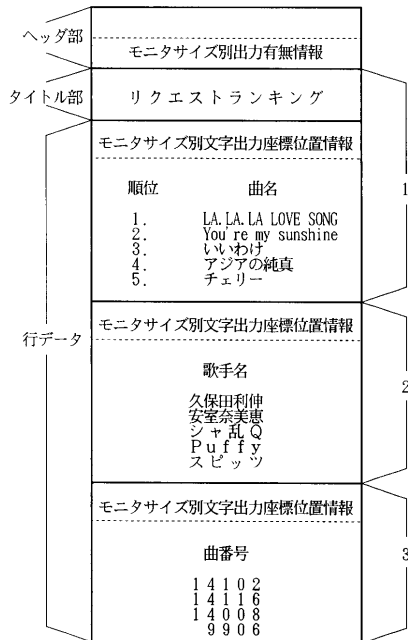 ヘッダ部
モニタサイズ別出力有無情報
タイトル部
リクエストランキング
1
行データ
モニタサイズ別文字出力座標位置情報
順位 曲名
1. LA.LA.LA LOVE SONG
2. You're my sunshine
3. いいわけ
4. アジアの純真
5. チェリー
2
モニタサイズ別文字出力座標位置情報
歌手名
久保田利伸
安室奈美恵
シャ乱Q
Puffy
スピッツ
3
モニタサイズ別文字出力座標位置情報
曲番号
14102
14116
14008
9906